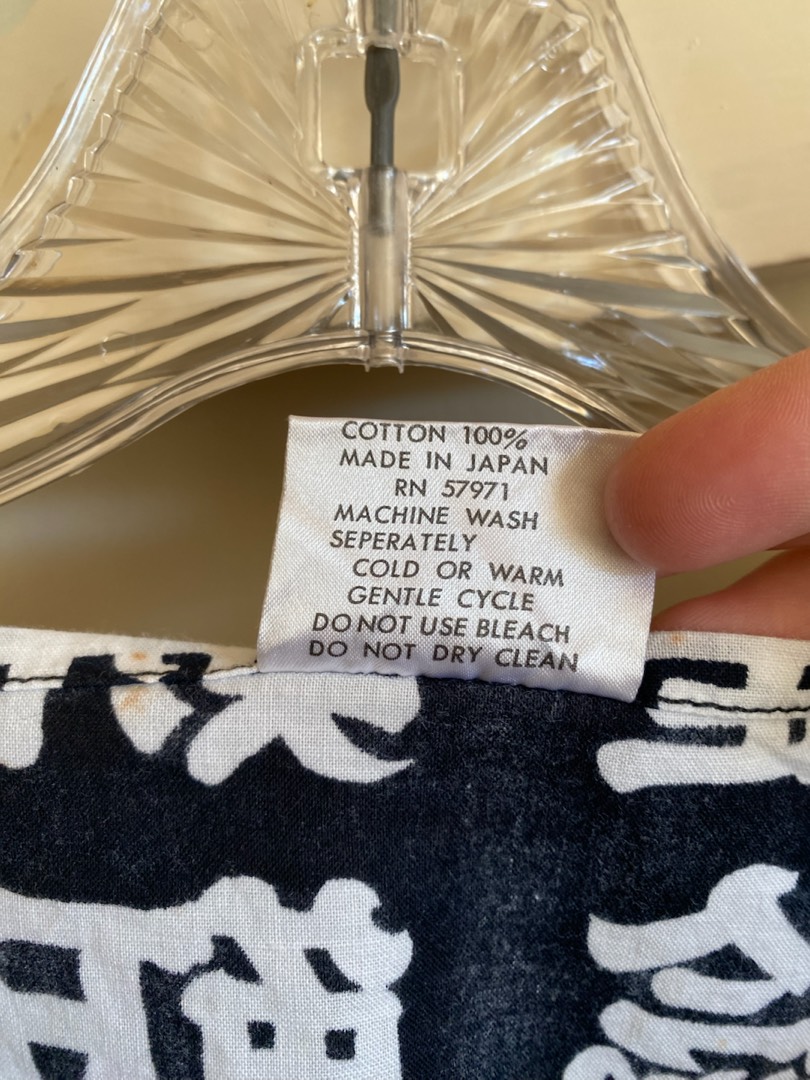 COTTON 100%
MADE IN JAPAN
RN 57971
MACHINE WASH
SEPERATELY
COLD OR WARM
GENTLE CYCLE
DO NOT USE BLEACH
DO NOT DRY CLEAN